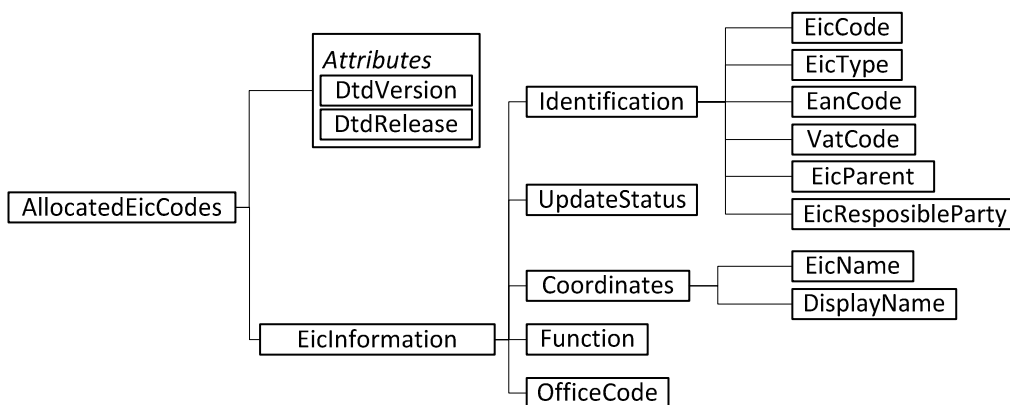 AllocatedEicCodes
Attributes
DtdVersion
DtdRelease
EicInformation
Identification
UpdateStatus
Coordinates
Function
OfficeCode
EicCode
EicType
EanCode
VatCode
EicParent
EicResposibleParty
EicName
DisplayName